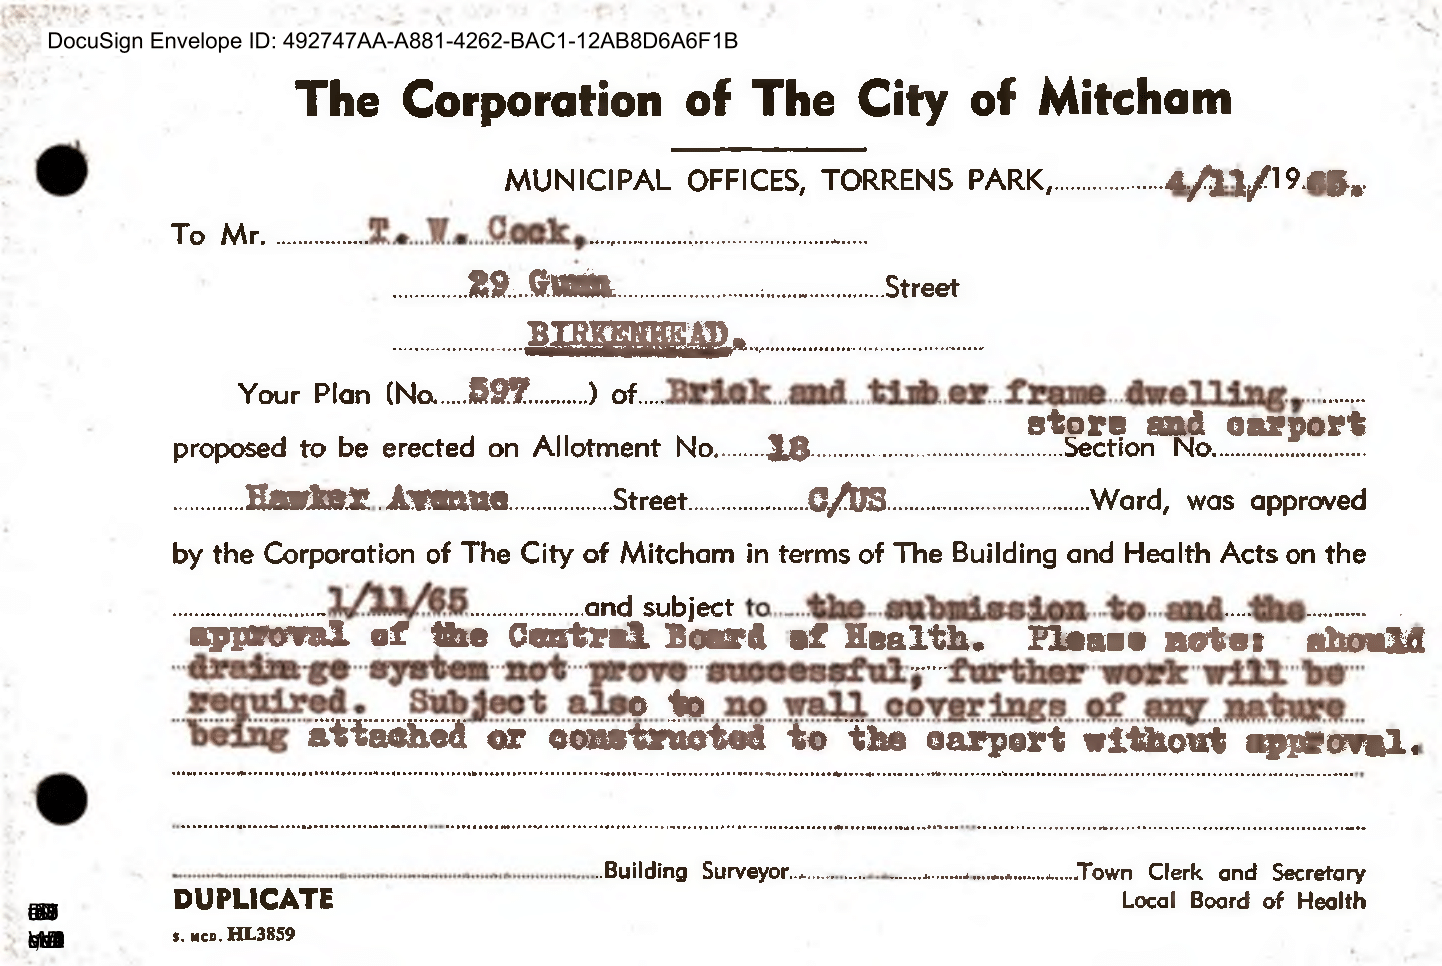 DocuSign Envelope ID: 492747AA-A881-4262-BAC1-12AB8D6A6F1B
The Corporation of The City of Mitcham
MUNICIPAL OFFICES, TORRENS PARK, 4/11/1965.
To Mr. T. W. Cock,
29 Street
BIRKENHEAD.
Your Plan (No. 597 ) of Brick and timber frame dwelling,
store and carport
proposed to be erected on Allotment No. 18 Section No.
Hawker Avenue Street C/US Ward, was approved
by the Corporation of The City of Mitcham in terms of The Building and Health Acts on the
1/11/65 and subject to the submission to and the
approval of the Central Board of Health. Please note: should
drainage system not prove successful, further work will be
required. Subject also to no wall coverings of any nature
being attached or constructed to the carport without approval.
Building Surveyor Town Clerk and Secretary
DUPLICATE Local Board of Health
S. MCD. HL3859